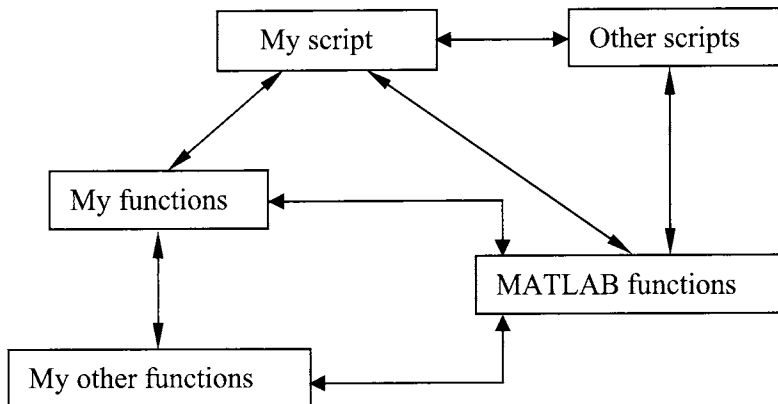 My script
Other scripts
My functions
MATLAB functions
My other functions